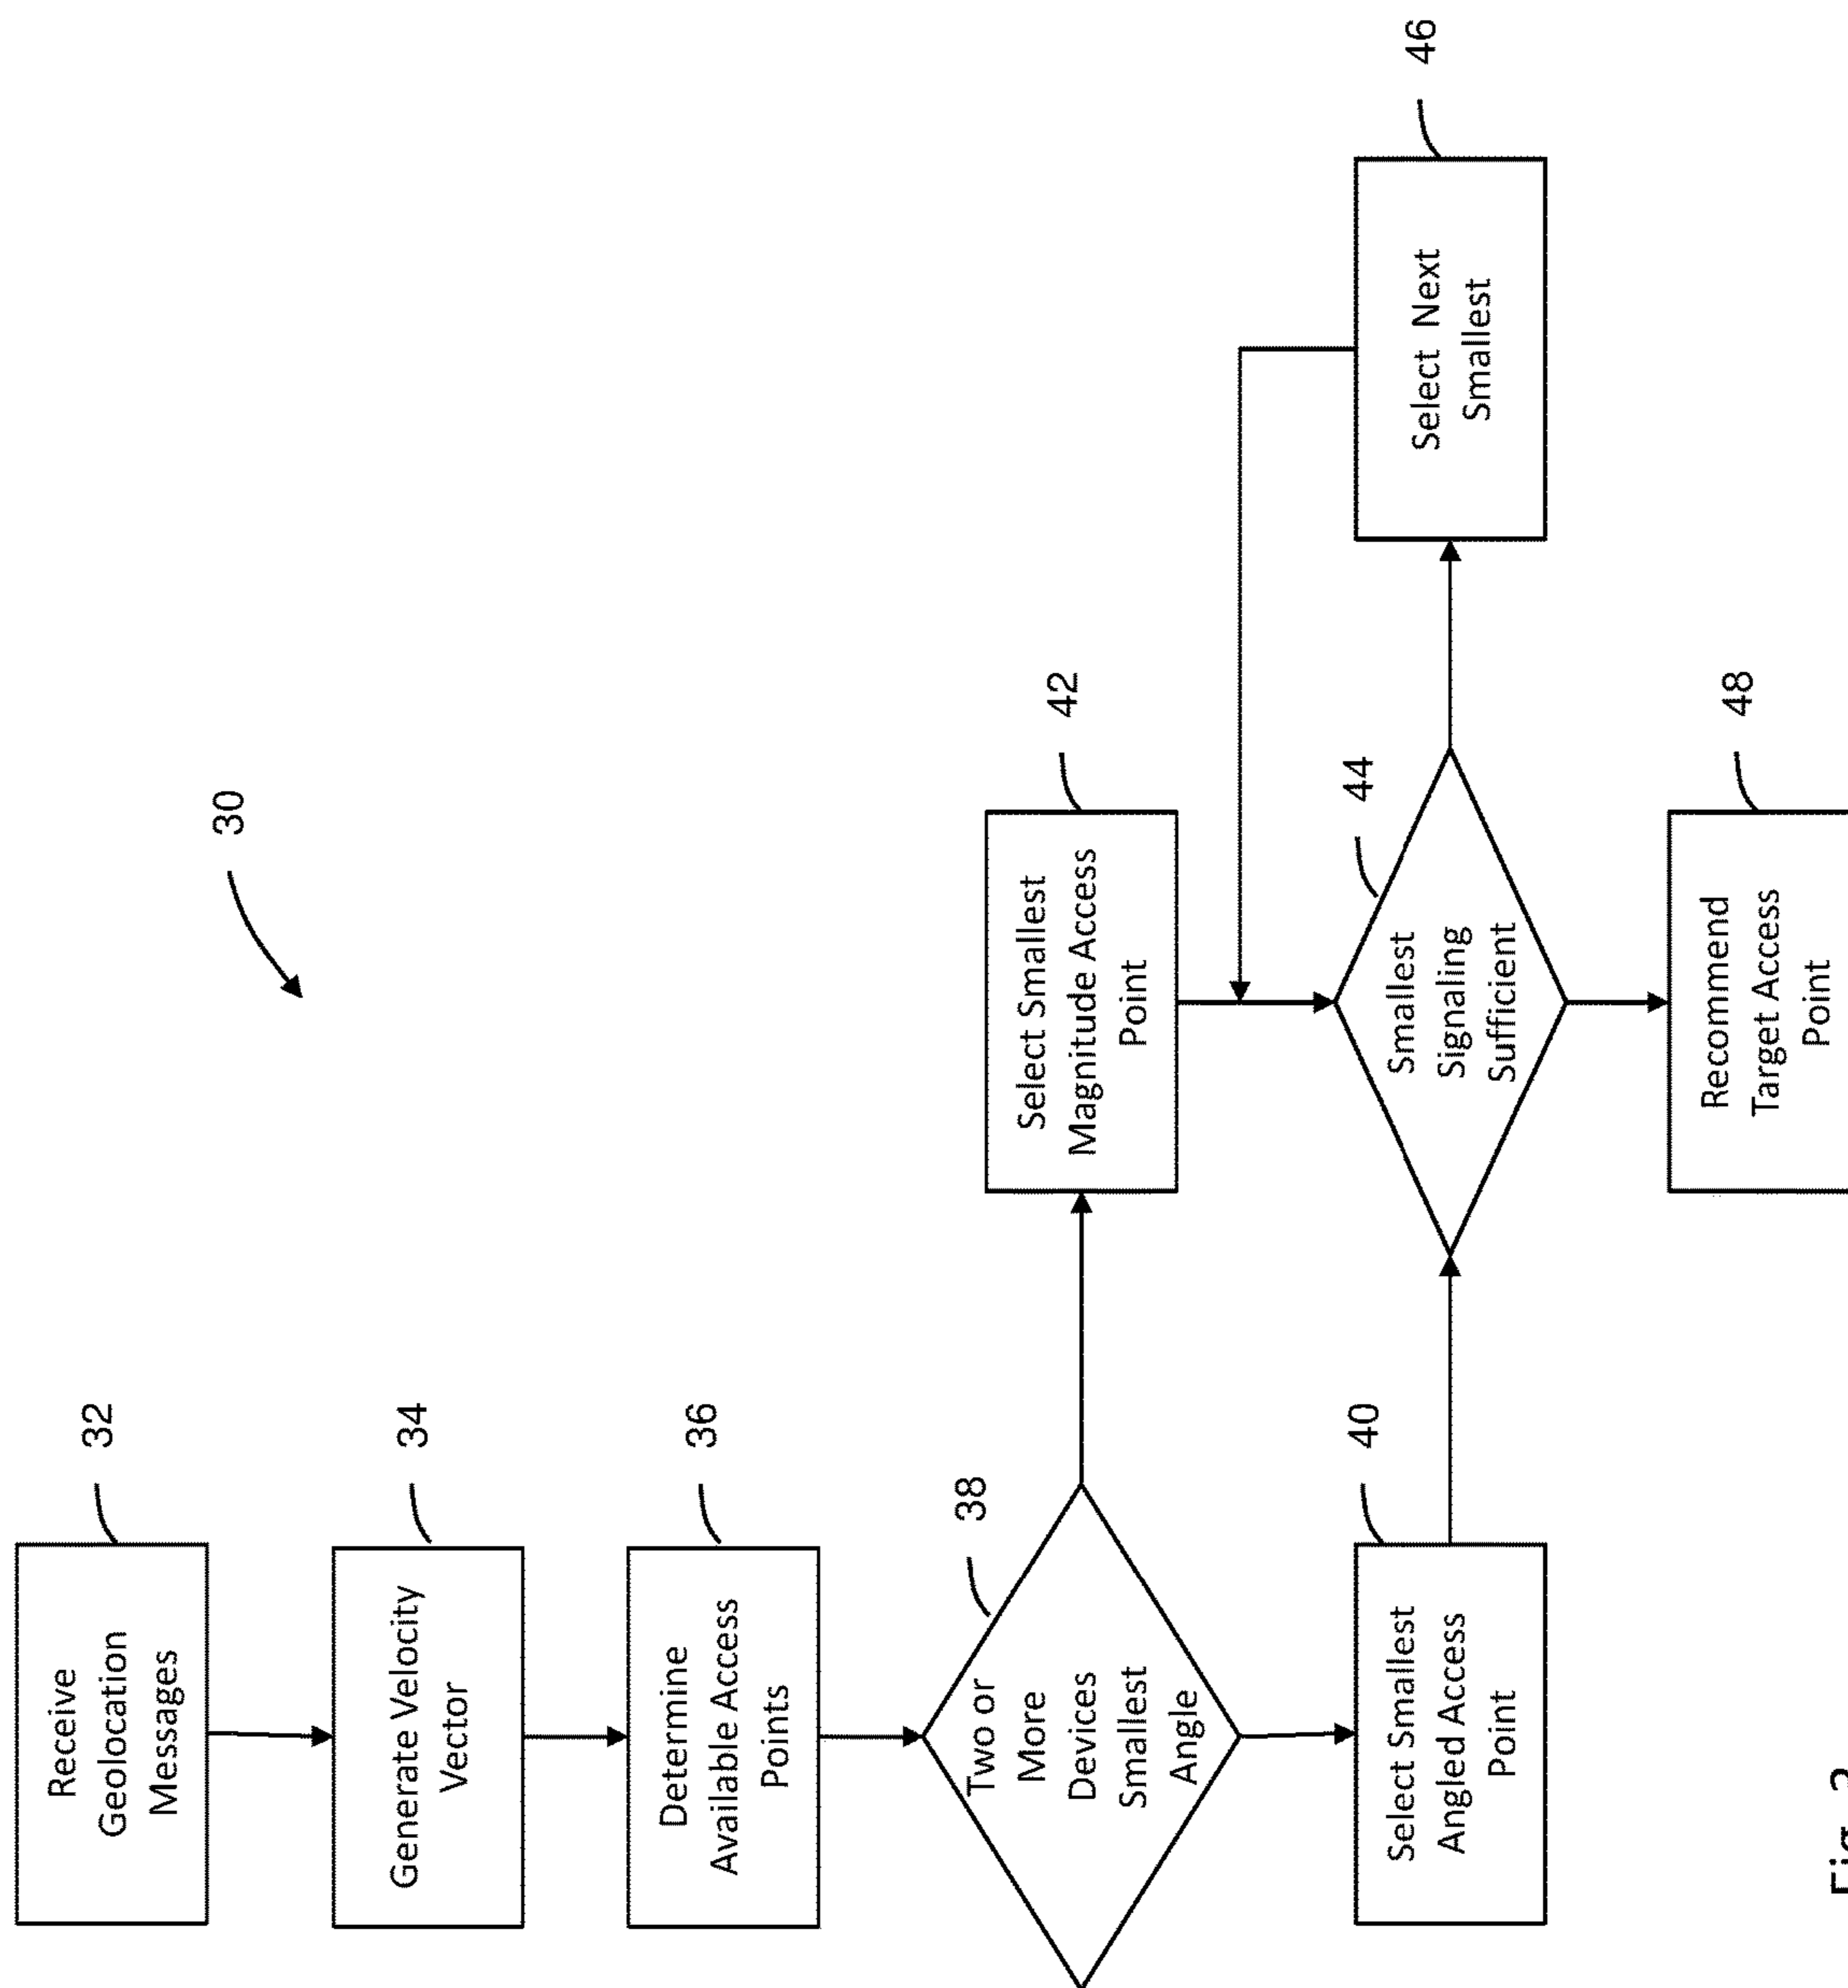 30
Receive
Geolocation
Messages
32
Generate Velocity
Vector
34
Determine
Available Access
Points
36
Two or
More
Devices
Smallest
Angle
38
Select Smallest
Magnitude Access
Point
42
Select Smallest
Angled Access
Point
40
Smallest
Signaling
Sufficient
44
Select Next
Smallest
46
Recommend
Target Access
Point
48